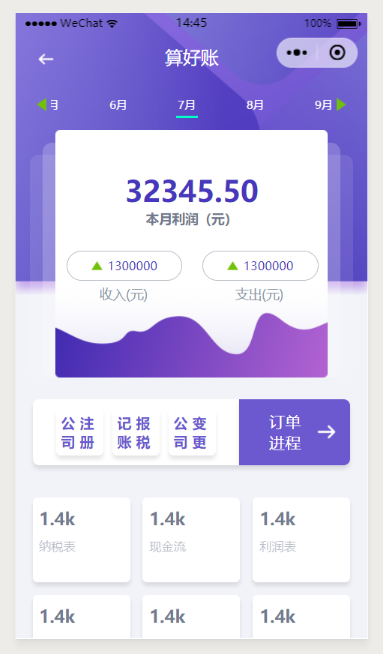 WeChat 14:45 100%
算好账
月 6月 7月 8月 9月
32345.50
本月利润（元）
1300000 1300000
收入(元) 支出(元)
公注 记报 公变 订单
司册 账税 司更 进程
1.4k 1.4k 1.4k
纳税表 现金流 利润表
1.4k 1.4k 1.4k